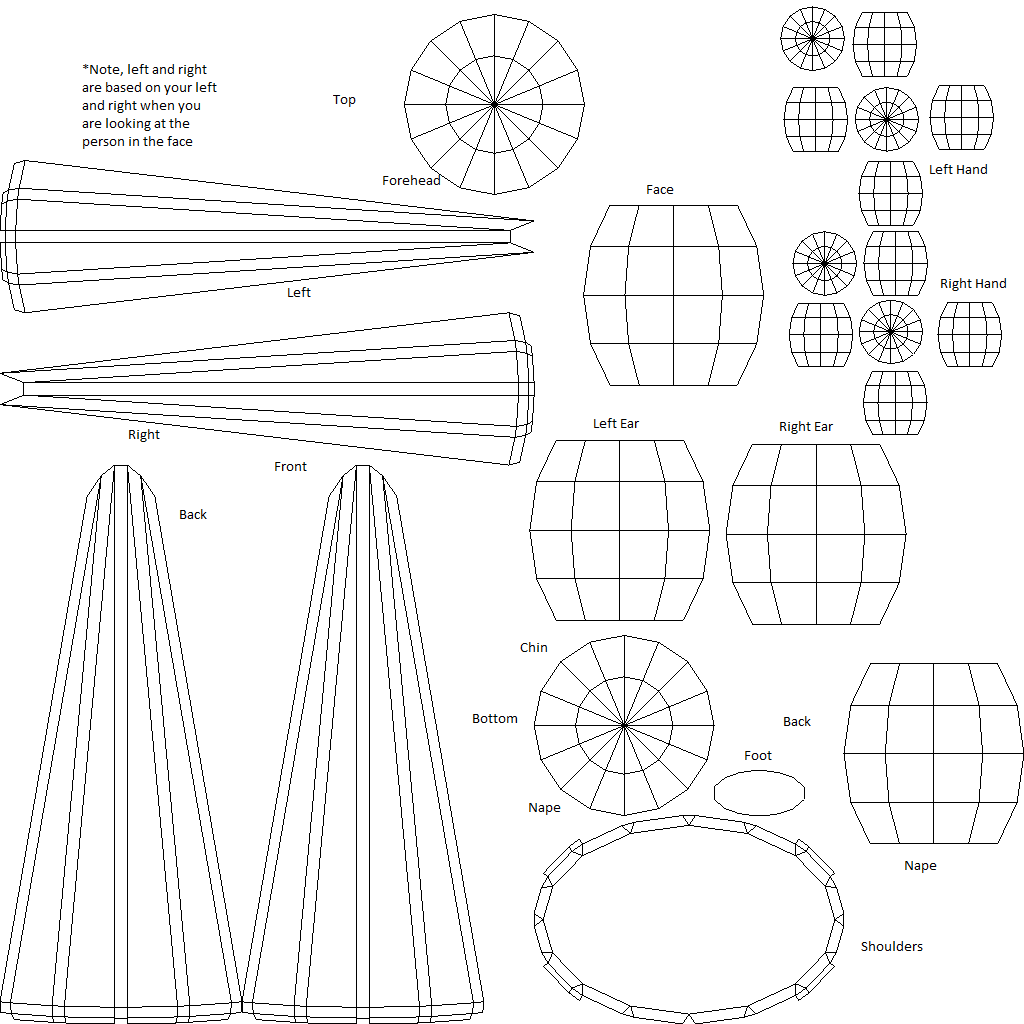 *Note, left and right
are based on your left
and right when you
are looking at the
person in the face
Top
Forehead
Face
Left Hand
Right Hand
Left
Right
Front
Back
Left Ear
Right Ear
Chin
Bottom
Nape
Foot
Back
Nape
Shoulders